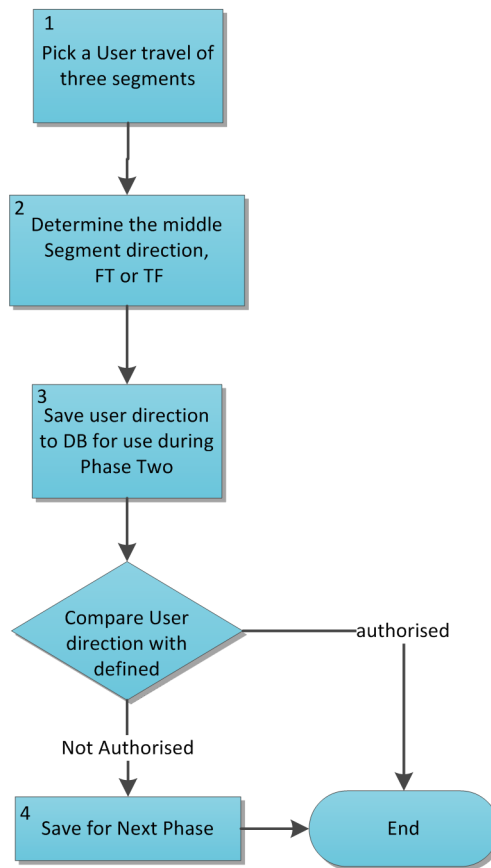 1
Pick a User travel of
three segments
2
Determine the middle
Segment direction,
FT or TF
3
Save user direction
to DB for use during
Phase Two
Compare User
direction with
defined
authorised
Not Authorised
4
Save for Next Phase
End